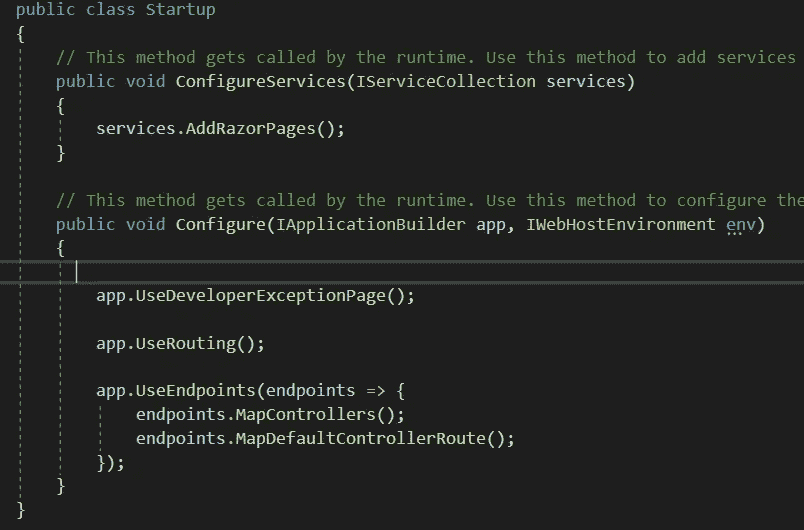 public class Startup
{
// This method gets called by the runtime. Use this method to add services
public void ConfigureServices(IServiceCollection services)
{
services.AddRazorPages();
}
// This method gets called by the runtime. Use this method to configure the
public void Configure(IApplicationBuilder app, IWebHostEnvironment env)
{
app.UseDeveloperExceptionPage();
app.UseRouting();
app.UseEndpoints(endpoints => {
endpoints.MapControllers();
endpoints.MapDefaultControllerRoute();
});
}
}